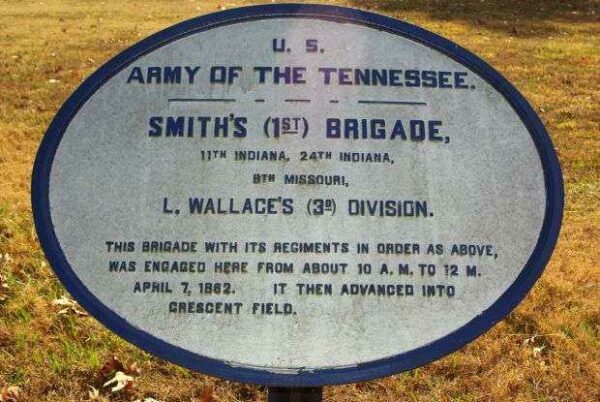 U. S.
ARMY OF THE TENNESSEE.
SMITH'S (1ST) BRIGADE,
11TH INDIANA, 24TH INDIANA,
8TH MISSOURI,
L. WALLACE'S (3D) DIVISION.
THIS BRIGADE WITH ITS REGIMENTS IN ORDER AS ABOVE,
WAS ENGAGED HERE FROM ABOUT 10 A. M. TO 12 M.
APRIL 7, 1862. IT THEN ADVANCED INTO
CRESCENT FIELD.